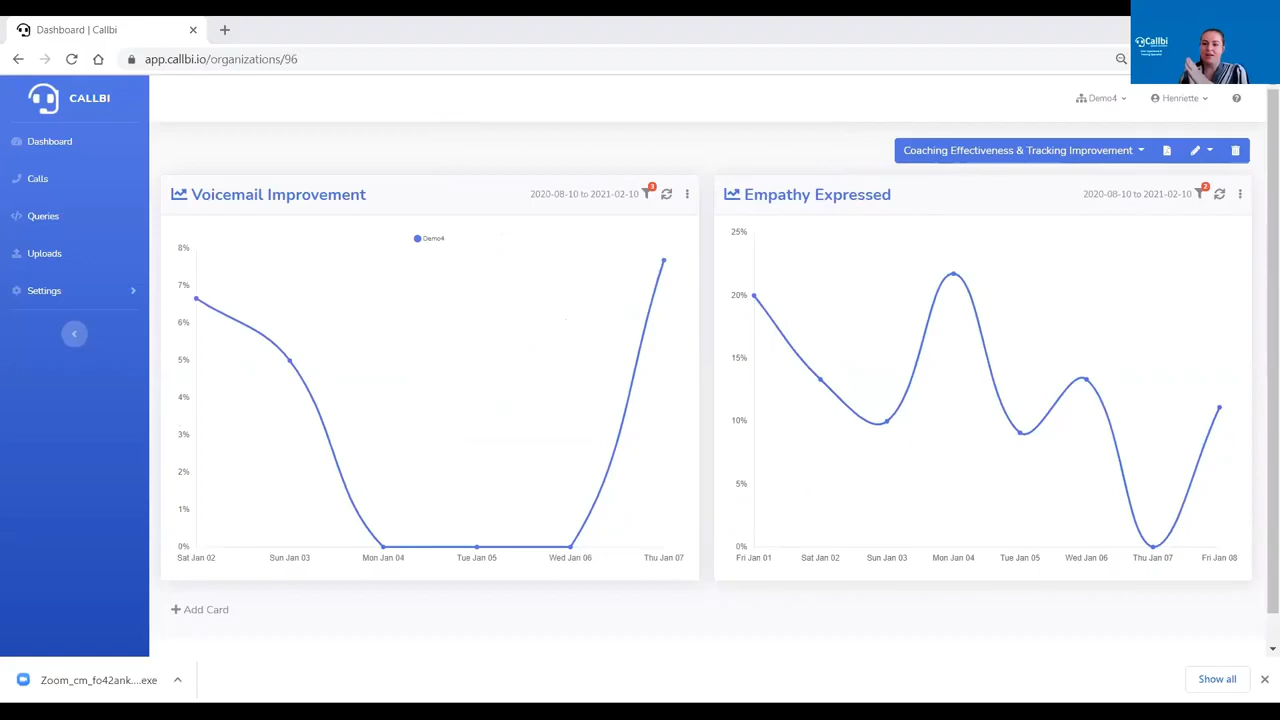 Dashboard | Callbi
app.callbi.io/organizations/96
Callbi
CALLBI
Demo4
Henriette
Dashboard
Calls
Queries
Uploads
Settings
Coaching Effectiveness & Tracking Improvement
Voicemail Improvement
2020-08-10 to 2021-02-10
3
Demo4
8%
7%
6%
5%
4%
3%
2%
1%
0%
Sat Jan 02
Sun Jan 03
Mon Jan 04
Tue Jan 05
Wed Jan 06
Thu Jan 07
Empathy Expressed
2020-08-10 to 2021-02-10
2
25%
20%
15%
10%
5%
0%
Fri Jan 01
Sat Jan 02
Sun Jan 03
Mon Jan 04
Tue Jan 05
Wed Jan 06
Thu Jan 07
Fri Jan 08
Add Card
Zoom_cm_fo42ank....exe
Show all